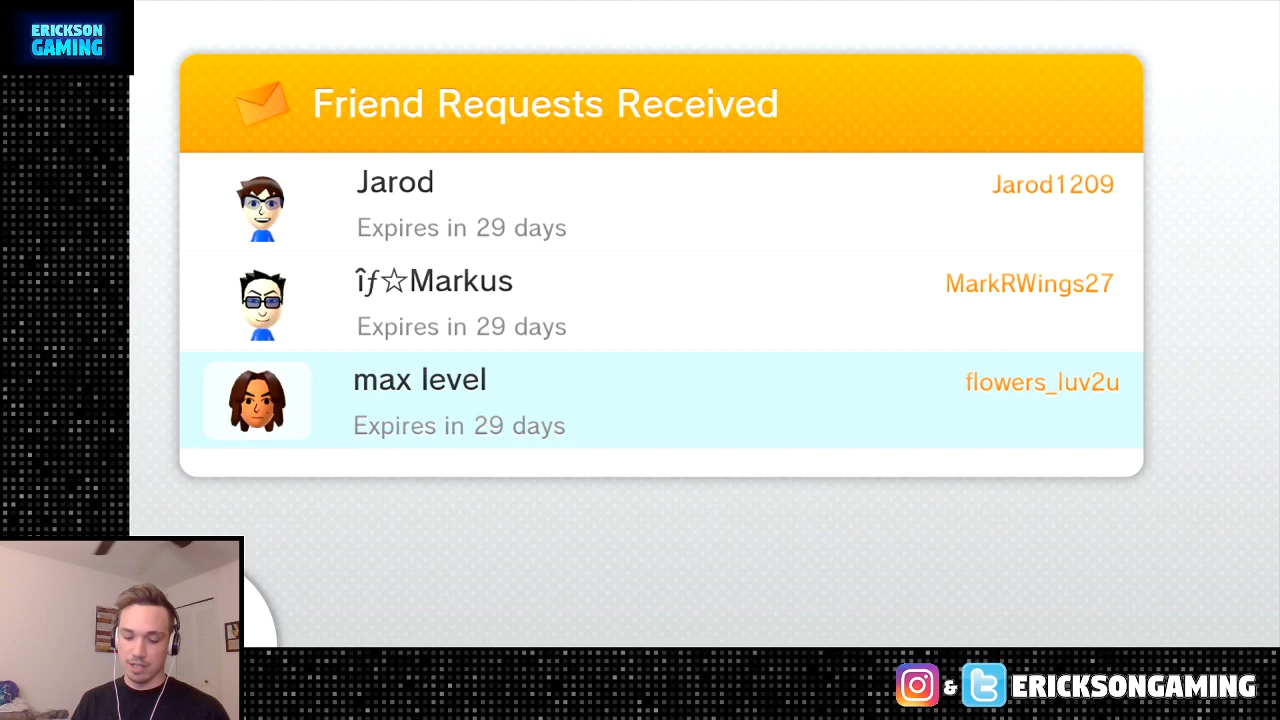 ERICKSON
GAMING
Friend Requests Received
Jarod
Jarod1209
Expires in 29 days
îƒ☆Markus
MarkRWings27
Expires in 29 days
max level
flowers_luv2u
Expires in 29 days
& ERICKSONGAMING